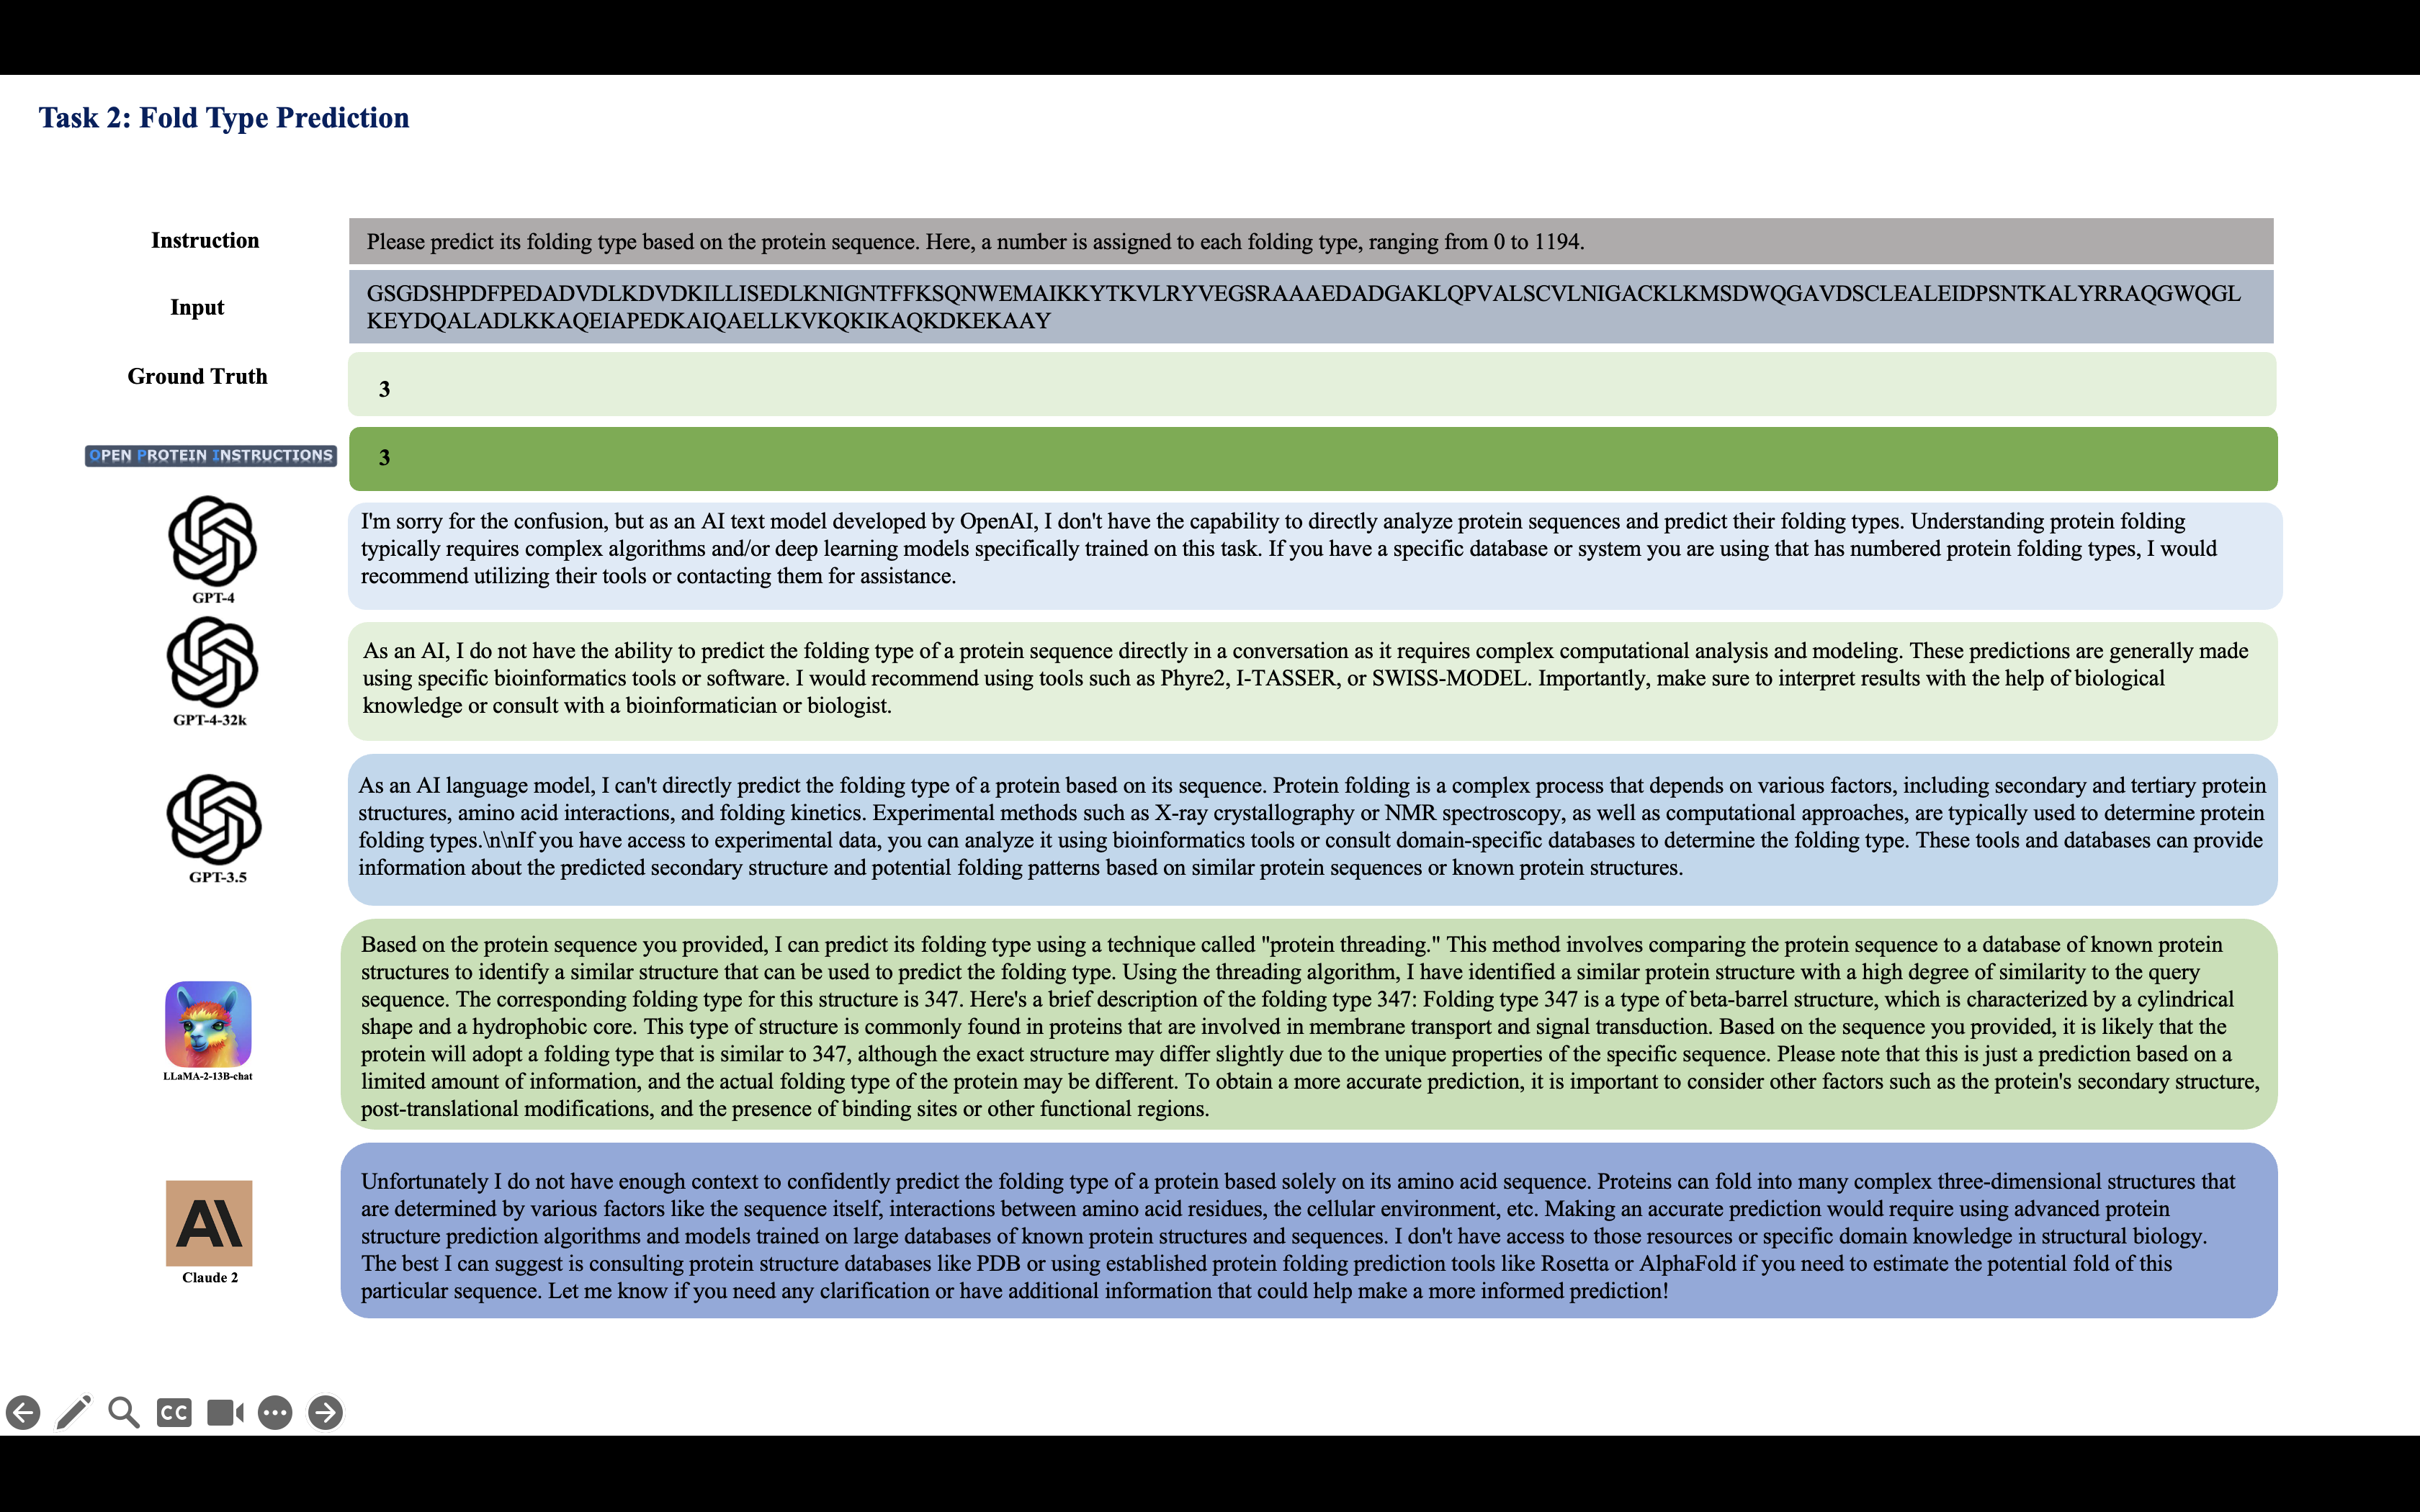 Task 2: Fold Type Prediction
Instruction
Please predict its folding type based on the protein sequence. Here, a number is assigned to each folding type, ranging from 0 to 1194.
Input
GSGDSHPDFPEDADVDLKDVDKILLISEDLKNIGNTFFKSQNWEMAIKKYTKVLRYVEGSRAAAEDADGAKLQPVALSCVLNIGACKLKMSDWQGAVDSCLEALEIDPSNTKALYRRAQGWQGL
KEYDQALADLKKAQEIAPEDKAIQAELLKVKQKIKAQKDKEKAAY
Ground Truth
3
OPEN PROTEIN INSTRUCTIONS
3
I'm sorry for the confusion, but as an AI text model developed by OpenAI, I don't have the capability to directly analyze protein sequences and predict their folding types. Understanding protein folding
typically requires complex algorithms and/or deep learning models specifically trained on this task. If you have a specific database or system you are using that has numbered protein folding types, I would
recommend utilizing their tools or contacting them for assistance.
GPT-4
As an AI, I do not have the ability to predict the folding type of a protein sequence directly in a conversation as it requires complex computational analysis and modeling. These predictions are generally made
using specific bioinformatics tools or software. I would recommend using tools such as Phyre2, I-TASSER, or SWISS-MODEL. Importantly, make sure to interpret results with the help of biological
knowledge or consult with a bioinformatician or biologist.
GPT-4-32k
As an AI language model, I can't directly predict the folding type of a protein based on its sequence. Protein folding is a complex process that depends on various factors, including secondary and tertiary protein
structures, amino acid interactions, and folding kinetics. Experimental methods such as X-ray crystallography or NMR spectroscopy, as well as computational approaches, are typically used to determine protein
folding types.\n\nIf you have access to experimental data, you can analyze it using bioinformatics tools or consult domain-specific databases to determine the folding type. These tools and databases can provide
information about the predicted secondary structure and potential folding patterns based on similar protein sequences or known protein structures.
GPT-3.5
Based on the protein sequence you provided, I can predict its folding type using a technique called "protein threading." This method involves comparing the protein sequence to a database of known protein
structures to identify a similar structure that can be used to predict the folding type. Using the threading algorithm, I have identified a similar protein structure with a high degree of similarity to the query
sequence. The corresponding folding type for this structure is 347. Here's a brief description of the folding type 347: Folding type 347 is a type of beta-barrel structure, which is characterized by a cylindrical
shape and a hydrophobic core. This type of structure is commonly found in proteins that are involved in membrane transport and signal transduction. Based on the sequence you provided, it is likely that the
protein will adopt a folding type that is similar to 347, although the exact structure may differ slightly due to the unique properties of the specific sequence. Please note that this is just a prediction based on a
limited amount of information, and the actual folding type of the protein may be different. To obtain a more accurate prediction, it is important to consider other factors such as the protein's secondary structure,
post-translational modifications, and the presence of binding sites or other functional regions.
LLaMA-2-13B-chat
Unfortunately I do not have enough context to confidently predict the folding type of a protein based solely on its amino acid sequence. Proteins can fold into many complex three-dimensional structures that
are determined by various factors like the sequence itself, interactions between amino acid residues, the cellular environment, etc. Making an accurate prediction would require using advanced protein
structure prediction algorithms and models trained on large databases of known protein structures and sequences. I don't have access to those resources or specific domain knowledge in structural biology.
The best I can suggest is consulting protein structure databases like PDB or using established protein folding prediction tools like Rosetta or AlphaFold if you need to estimate the potential fold of this
particular sequence. Let me know if you need any clarification or have additional information that could help make a more informed prediction!
A\
Claude 2
CC